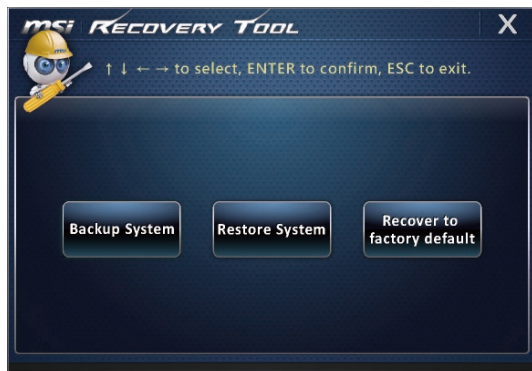 msi Recovery Tool X
↑ ↓ ← → to select, ENTER to confirm, ESC to exit.
Backup System
Restore System
Recover to
factory default